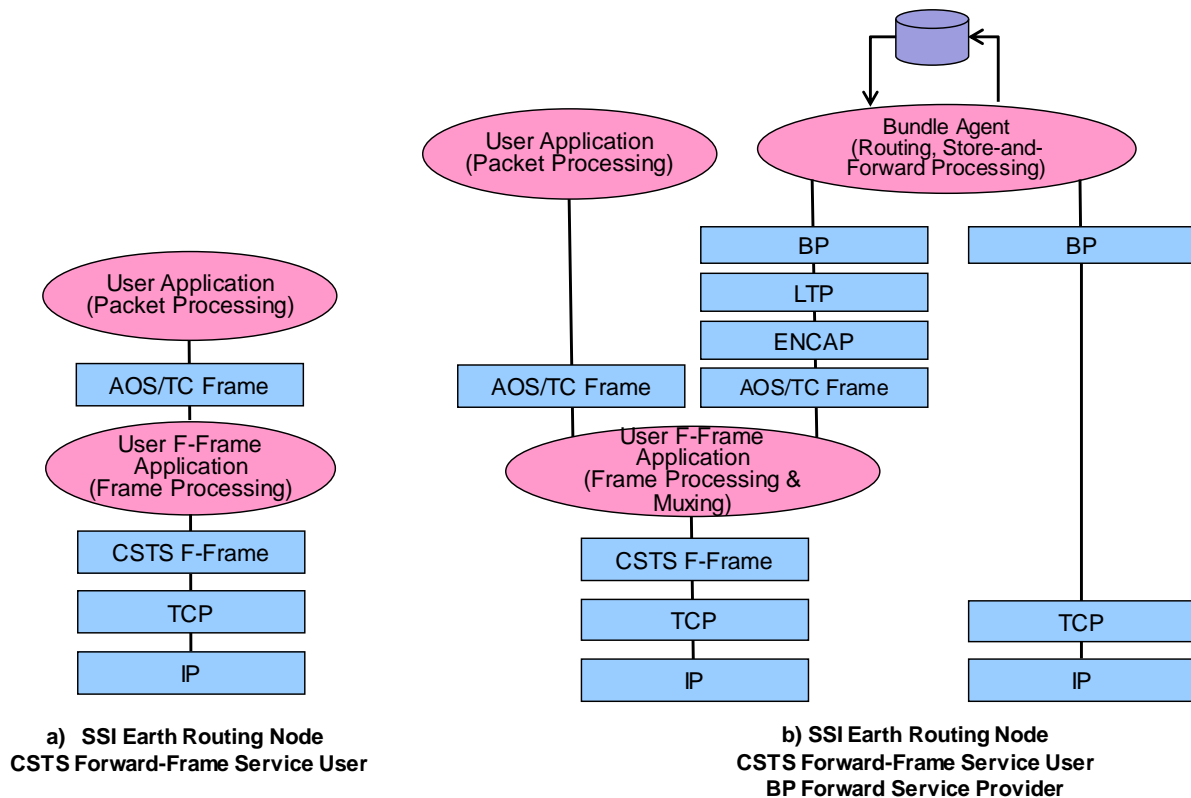 User Application
(Packet Processing)
AOS/TC Frame
User F-Frame
Application
(Frame Processing)
CSTS F-Frame
TCP
IP
a) SSI Earth Routing Node
CSTS Forward-Frame Service User
User Application
(Packet Processing)
AOS/TC Frame
Bundle Agent
(Routing, Store-and-
Forward Processing)
BP
LTP
ENCAP
AOS/TC Frame
User F-Frame
Application
(Frame Processing &
Muxing)
CSTS F-Frame
TCP
IP
BP
TCP
IP
b) SSI Earth Routing Node
CSTS Forward-Frame Service User
BP Forward Service Provider